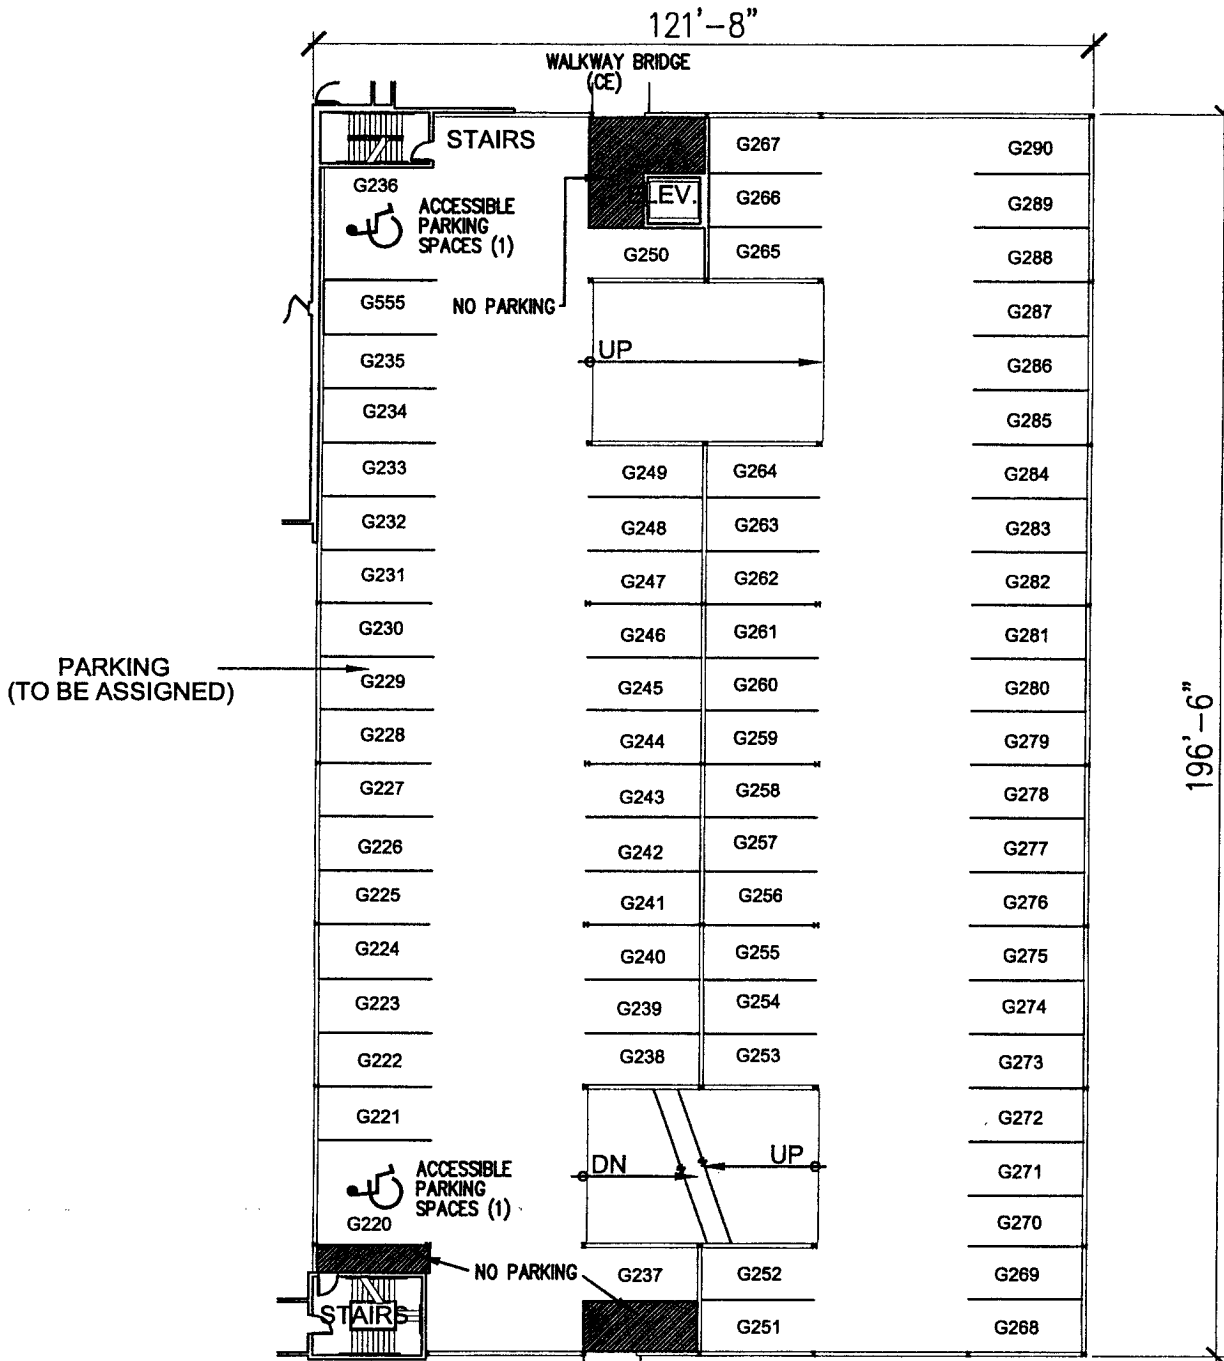 121'-8"
WALKWAY BRIDGE
(CE)
STAIRS
G267
G290
G236
ELEV.
G266
G289
ACCESSIBLE
PARKING
SPACES (1)
G250
G265
G288
G555
NO PARKING
G287
UP
G235
G286
G234
G285
G233
G249
G264
G284
G232
G248
G263
G283
G231
G247
G262
G282
G230
G246
G261
G281
PARKING
(TO BE ASSIGNED)
G229
G245
G260
G280
196'-6"
G228
G244
G259
G279
G227
G243
G258
G278
G226
G242
G257
G277
G225
G241
G256
G276
G224
G240
G255
G275
G223
G239
G254
G274
G222
G238
G253
G273
G221
G272
DN
UP
ACCESSIBLE
PARKING
SPACES (1)
G271
G220
G270
NO PARKING
G237
G252
G269
STAIRS
G251
G268